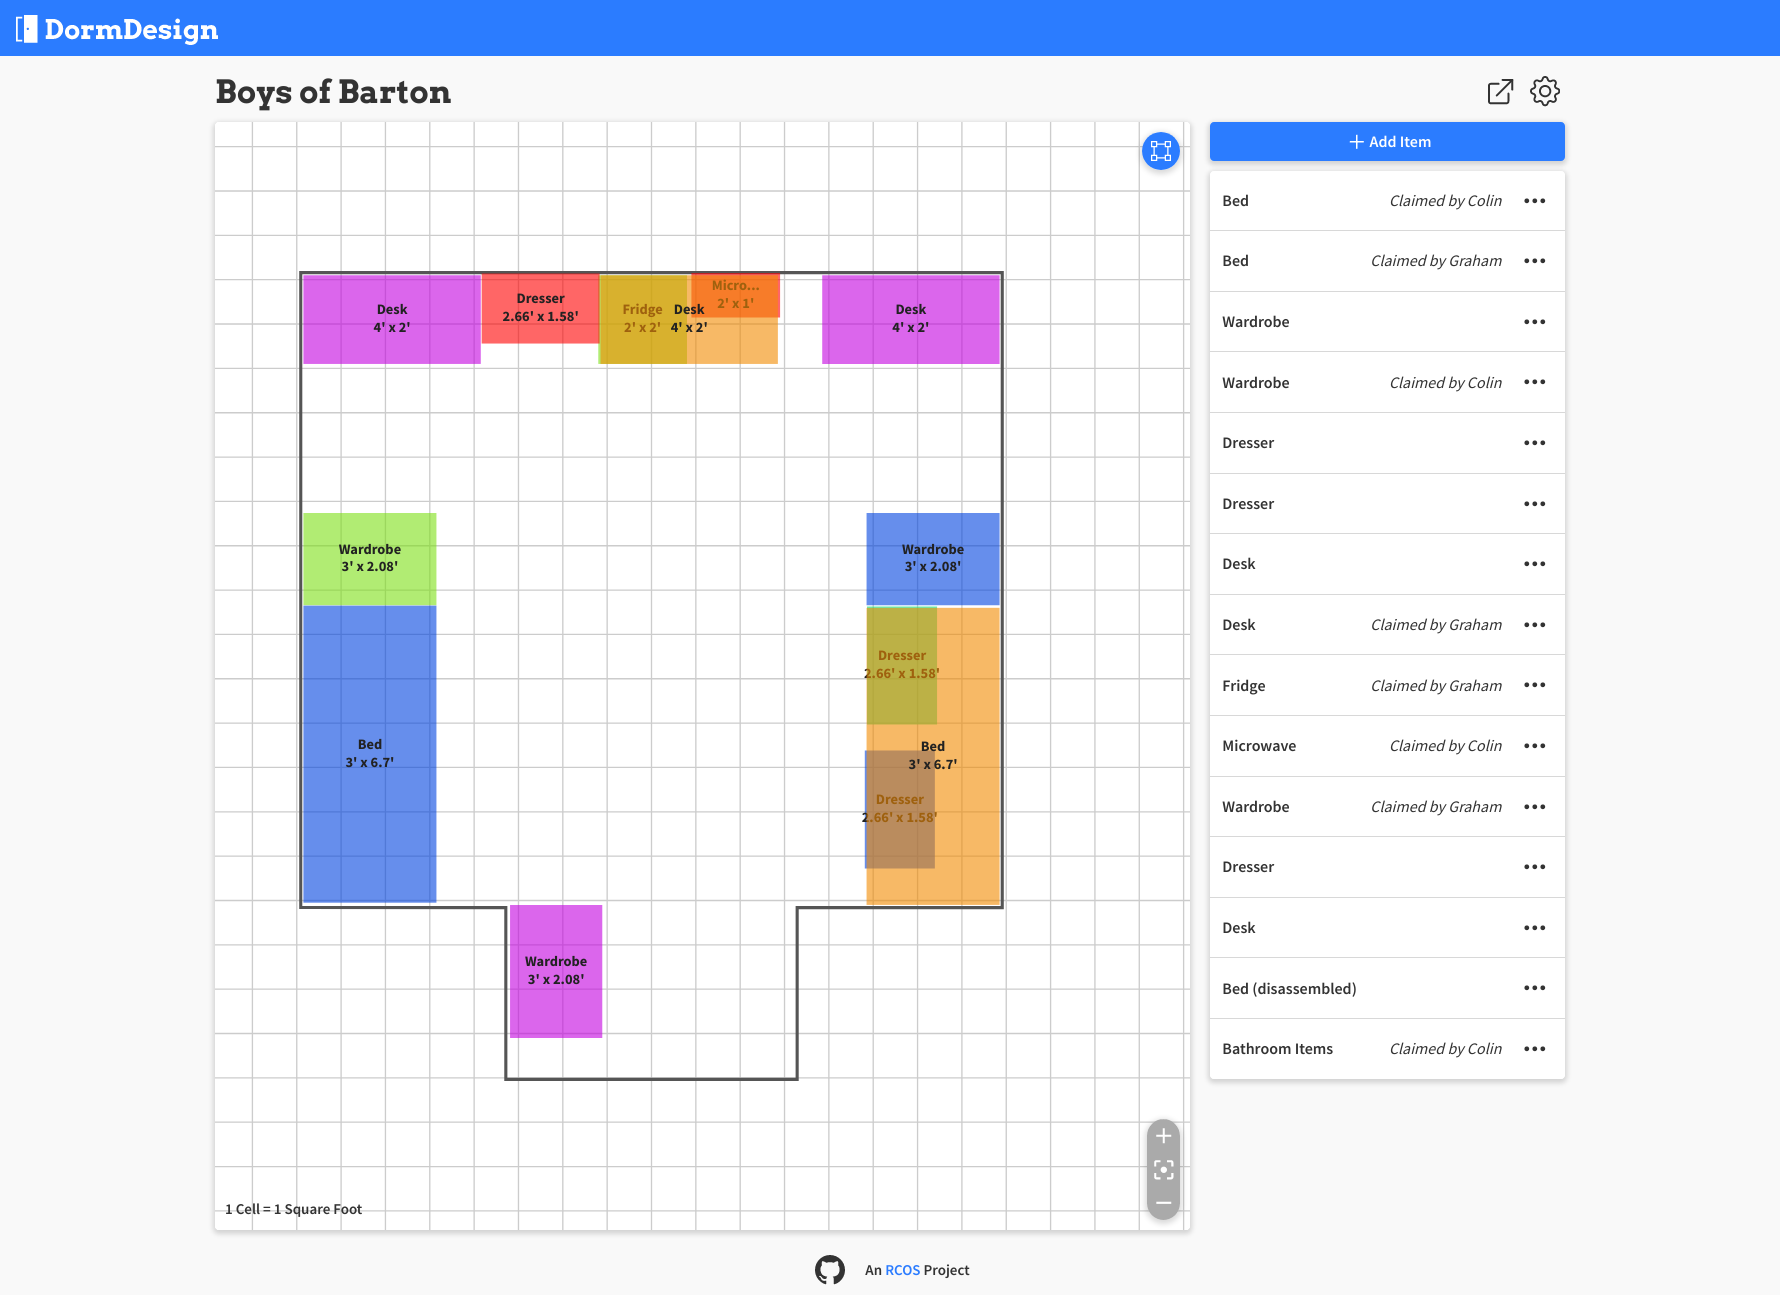 DormDesign
Boys of Barton
Desk
4' x 2'
Dresser
2.66' x 1.58'
Fridge
2' x 2'
Desk
4' x 2'
Micro...
2' x 1'
Desk
4' x 2'
Wardrobe
3' x 2.08'
Wardrobe
3' x 2.08'
Dresser
2.66' x 1.58'
Bed
3' x 6.7'
Bed
3' x 6.7'
Dresser
2.66' x 1.58'
Wardrobe
3' x 2.08'
1 Cell = 1 Square Foot
Add Item
Bed Claimed by Colin
Bed Claimed by Graham
Wardrobe
Wardrobe Claimed by Colin
Dresser
Dresser
Desk
Desk Claimed by Graham
Fridge Claimed by Graham
Microwave Claimed by Colin
Wardrobe Claimed by Graham
Dresser
Desk
Bed (disassembled)
Bathroom Items Claimed by Colin
An RCOS Project